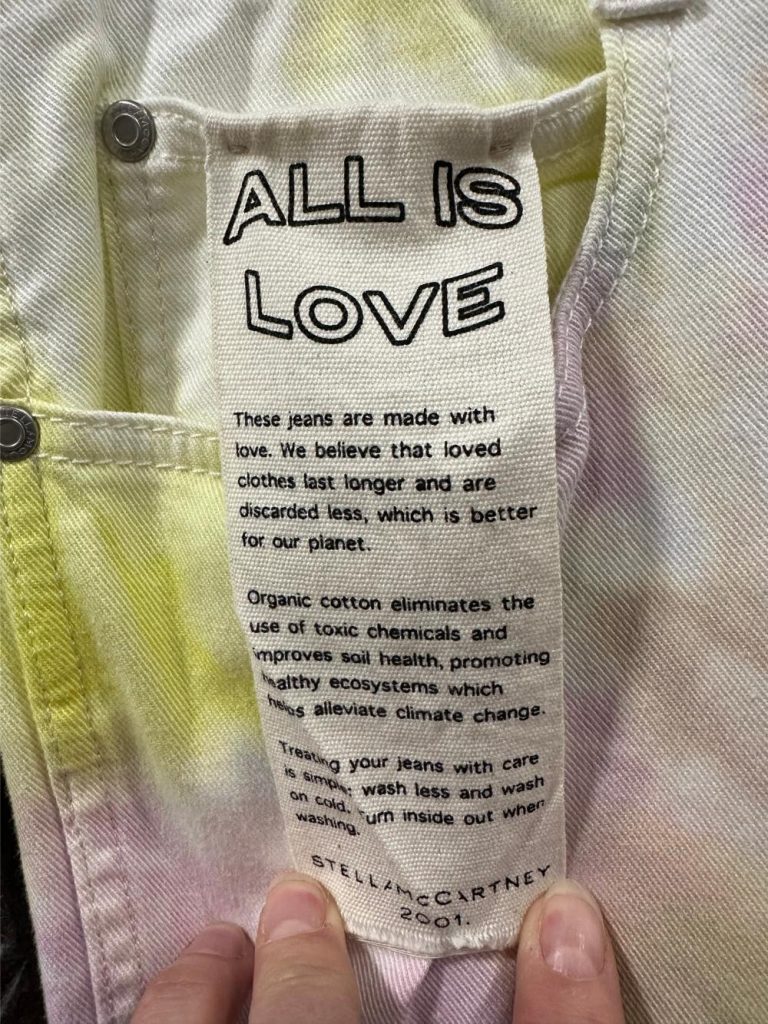 ALL IS
LOVE
These jeans are made with
love. We believe that loved
clothes last longer and are
discarded less, which is better
for our planet.
Organic cotton eliminates the
use of toxic chemicals and
improves soil health, promoting
healthy ecosystems which
helps alleviate climate change.
Treating your jeans with care
is simple: wash less and wash
on cold, turn inside out when
washing.
STELLA McCARTNEY
2001.